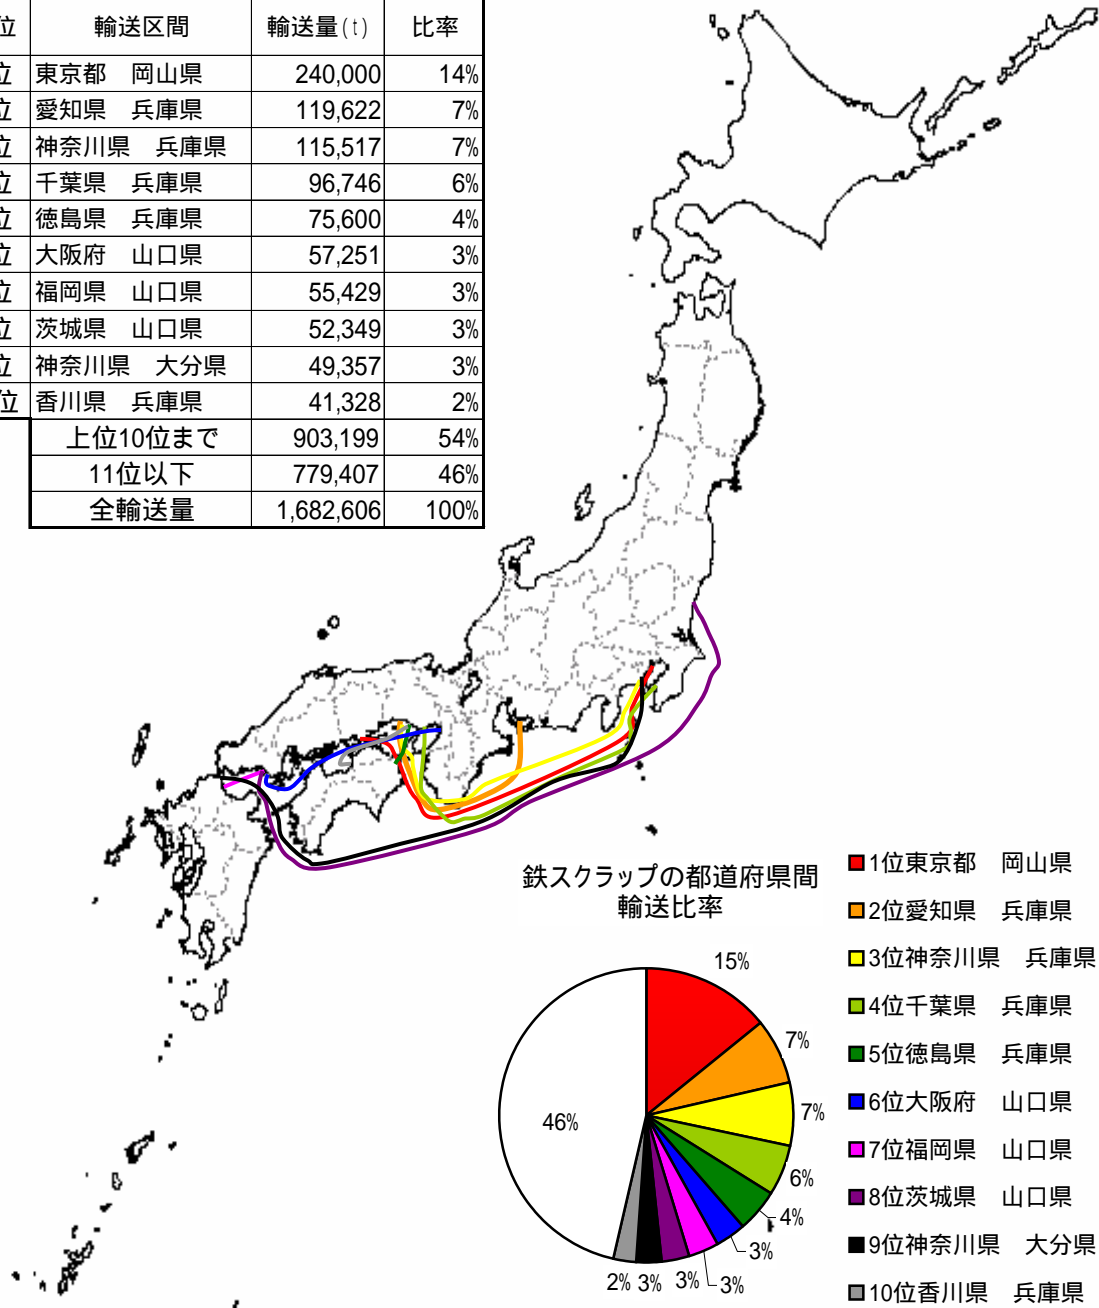 位 輸送区間 輸送量(t) 比率
位 東京都 岡山県 240,000 14%
位 愛知県 兵庫県 119,622 7%
位 神奈川県 兵庫県 115,517 7%
位 千葉県 兵庫県 96,746 6%
位 徳島県 兵庫県 75,600 4%
位 大阪府 山口県 57,251 3%
位 福岡県 山口県 55,429 3%
位 茨城県 山口県 52,349 3%
位 神奈川県 大分県 49,357 3%
位 香川県 兵庫県 41,328 2%
上位10位まで 903,199 54%
11位以下 779,407 46%
全輸送量 1,682,606 100%
鉄スクラップの都道府県間
輸送比率
15%
7%
7%
6%
4%
3%
3%
3%
3%
2%
46%
1位東京都 岡山県
2位愛知県 兵庫県
3位神奈川県 兵庫県
4位千葉県 兵庫県
5位徳島県 兵庫県
6位大阪府 山口県
7位福岡県 山口県
8位茨城県 山口県
9位神奈川県 大分県
10位香川県 兵庫県